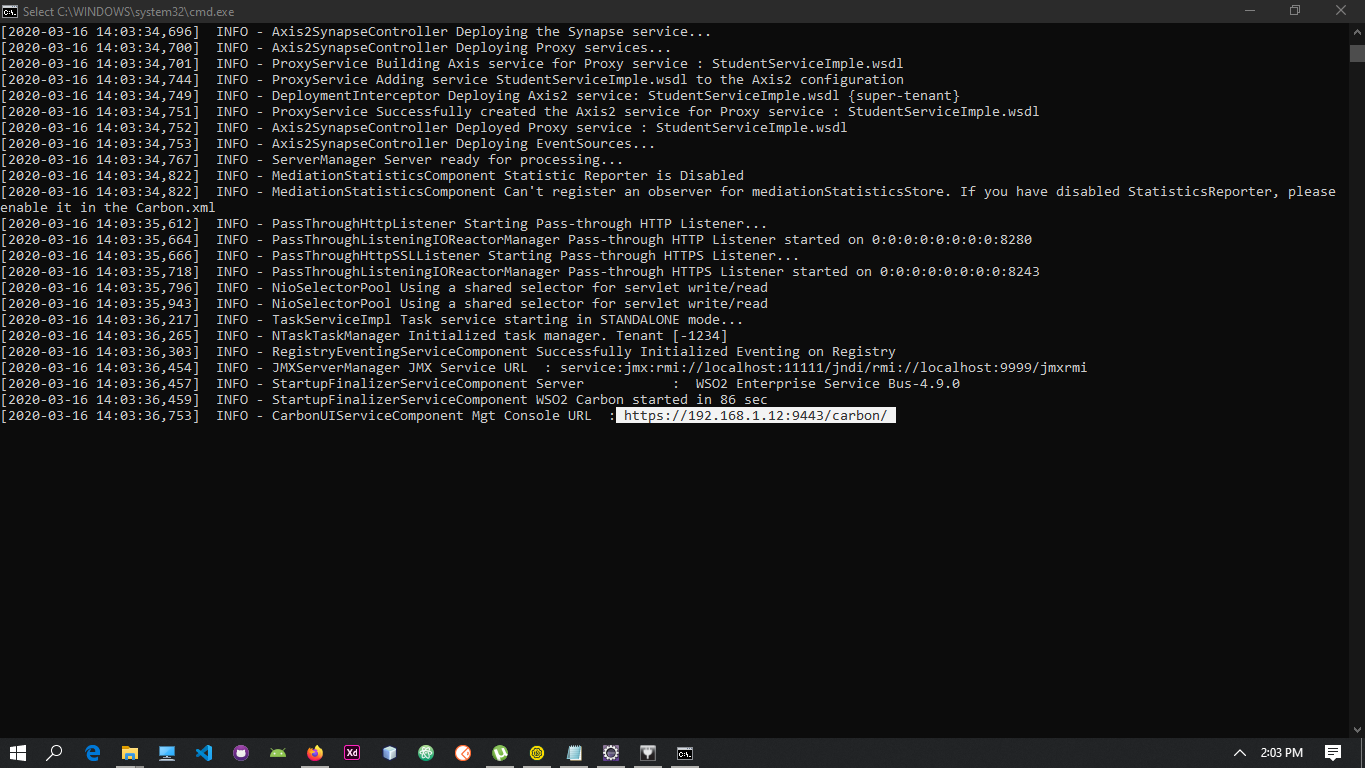 Select C:\WINDOWS\system32\cmd.exe
[2020-03-16 14:03:34,696]  INFO - Axis2SynapseController Deploying the Synapse service...
[2020-03-16 14:03:34,700]  INFO - Axis2SynapseController Deploying Proxy services...
[2020-03-16 14:03:34,701]  INFO - ProxyService Building Axis service for Proxy service : StudentServiceImple.wsdl
[2020-03-16 14:03:34,744]  INFO - ProxyService Adding service StudentServiceImple.wsdl to the Axis2 configuration
[2020-03-16 14:03:34,749]  INFO - DeploymentInterceptor Deploying Axis2 service: StudentServiceImple.wsdl {super-tenant}
[2020-03-16 14:03:34,751]  INFO - ProxyService Successfully created the Axis2 service for Proxy service : StudentServiceImple.wsdl
[2020-03-16 14:03:34,752]  INFO - Axis2SynapseController Deployed Proxy service : StudentServiceImple.wsdl
[2020-03-16 14:03:34,753]  INFO - Axis2SynapseController Deploying EventSources...
[2020-03-16 14:03:34,767]  INFO - ServerManager Server ready for processing...
[2020-03-16 14:03:34,822]  INFO - MediationStatisticsComponent Statistic Reporter is Disabled
[2020-03-16 14:03:34,822]  INFO - MediationStatisticsComponent Can't register an observer for mediationStatisticsStore. If you have disabled StatisticsReporter, please
enable it in the Carbon.xml
[2020-03-16 14:03:35,612]  INFO - PassThroughHttpListener Starting Pass-through HTTP Listener...
[2020-03-16 14:03:35,664]  INFO - PassThroughListeningIOReactorManager Pass-through HTTP Listener started on 0:0:0:0:0:0:0:0:8280
[2020-03-16 14:03:35,666]  INFO - PassThroughHttpSSLListener Starting Pass-through HTTPS Listener...
[2020-03-16 14:03:35,718]  INFO - PassThroughListeningIOReactorManager Pass-through HTTPS Listener started on 0:0:0:0:0:0:0:0:8243
[2020-03-16 14:03:35,796]  INFO - NioSelectorPool Using a shared selector for servlet write/read
[2020-03-16 14:03:35,943]  INFO - NioSelectorPool Using a shared selector for servlet write/read
[2020-03-16 14:03:36,217]  INFO - TaskServiceImpl Task service starting in STANDALONE mode...
[2020-03-16 14:03:36,265]  INFO - NTaskTaskManager Initialized task manager. Tenant [-1234]
[2020-03-16 14:03:36,303]  INFO - RegistryEventingServiceComponent Successfully Initialized Eventing on Registry
[2020-03-16 14:03:36,454]  INFO - JMXServerManager JMX Service URL  : service:jmx:rmi://localhost:11111/jndi/rmi://localhost:9999/jmxrmi
[2020-03-16 14:03:36,457]  INFO - StartupFinalizerServiceComponent Server           :  WSO2 Enterprise Service Bus-4.9.0
[2020-03-16 14:03:36,459]  INFO - StartupFinalizerServiceComponent WSO2 Carbon started in 86 sec
[2020-03-16 14:03:36,753]  INFO - CarbonUIServiceComponent Mgt Console URL  : https://192.168.1.12:9443/carbon/
Xd
2:03 PM